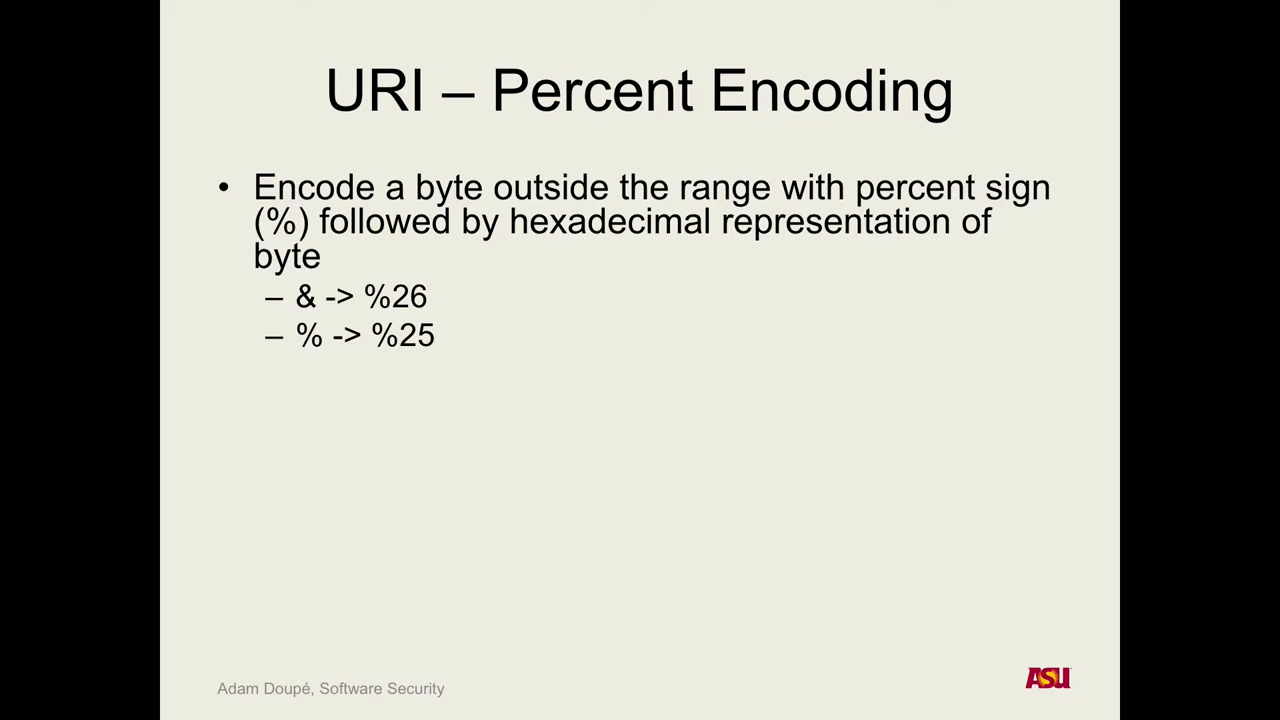 URI – Percent Encoding
• Encode a byte outside the range with percent sign
(%) followed by hexadecimal representation of
byte
– & -> %26
– % -> %25
Adam Doupé, Software Security
ASU